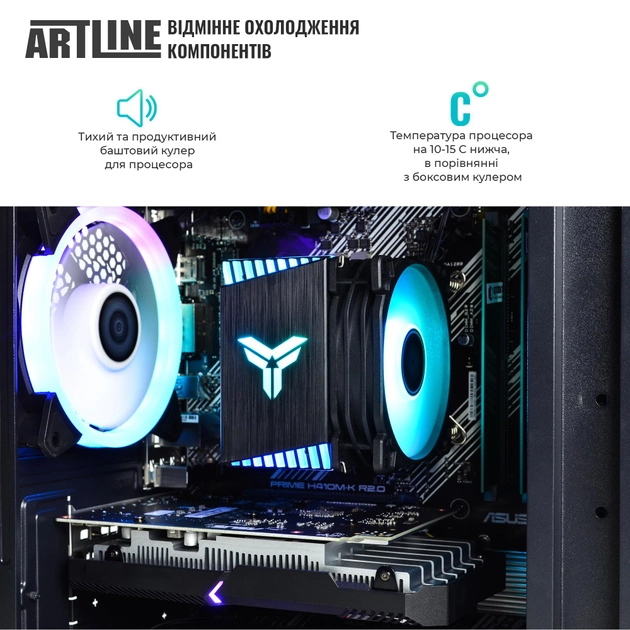 ARTLINE
ВІДМІННЕ ОХОЛОДЖЕННЯ
КОМПОНЕНТІВ
Тихий та продуктивний
баштовий кулер
для процесора
C°
Температура процесора
на 10-15 С нижча,
в порівнянні
з боксовим кулером
PRIME H410M-K R2.0
ASUS